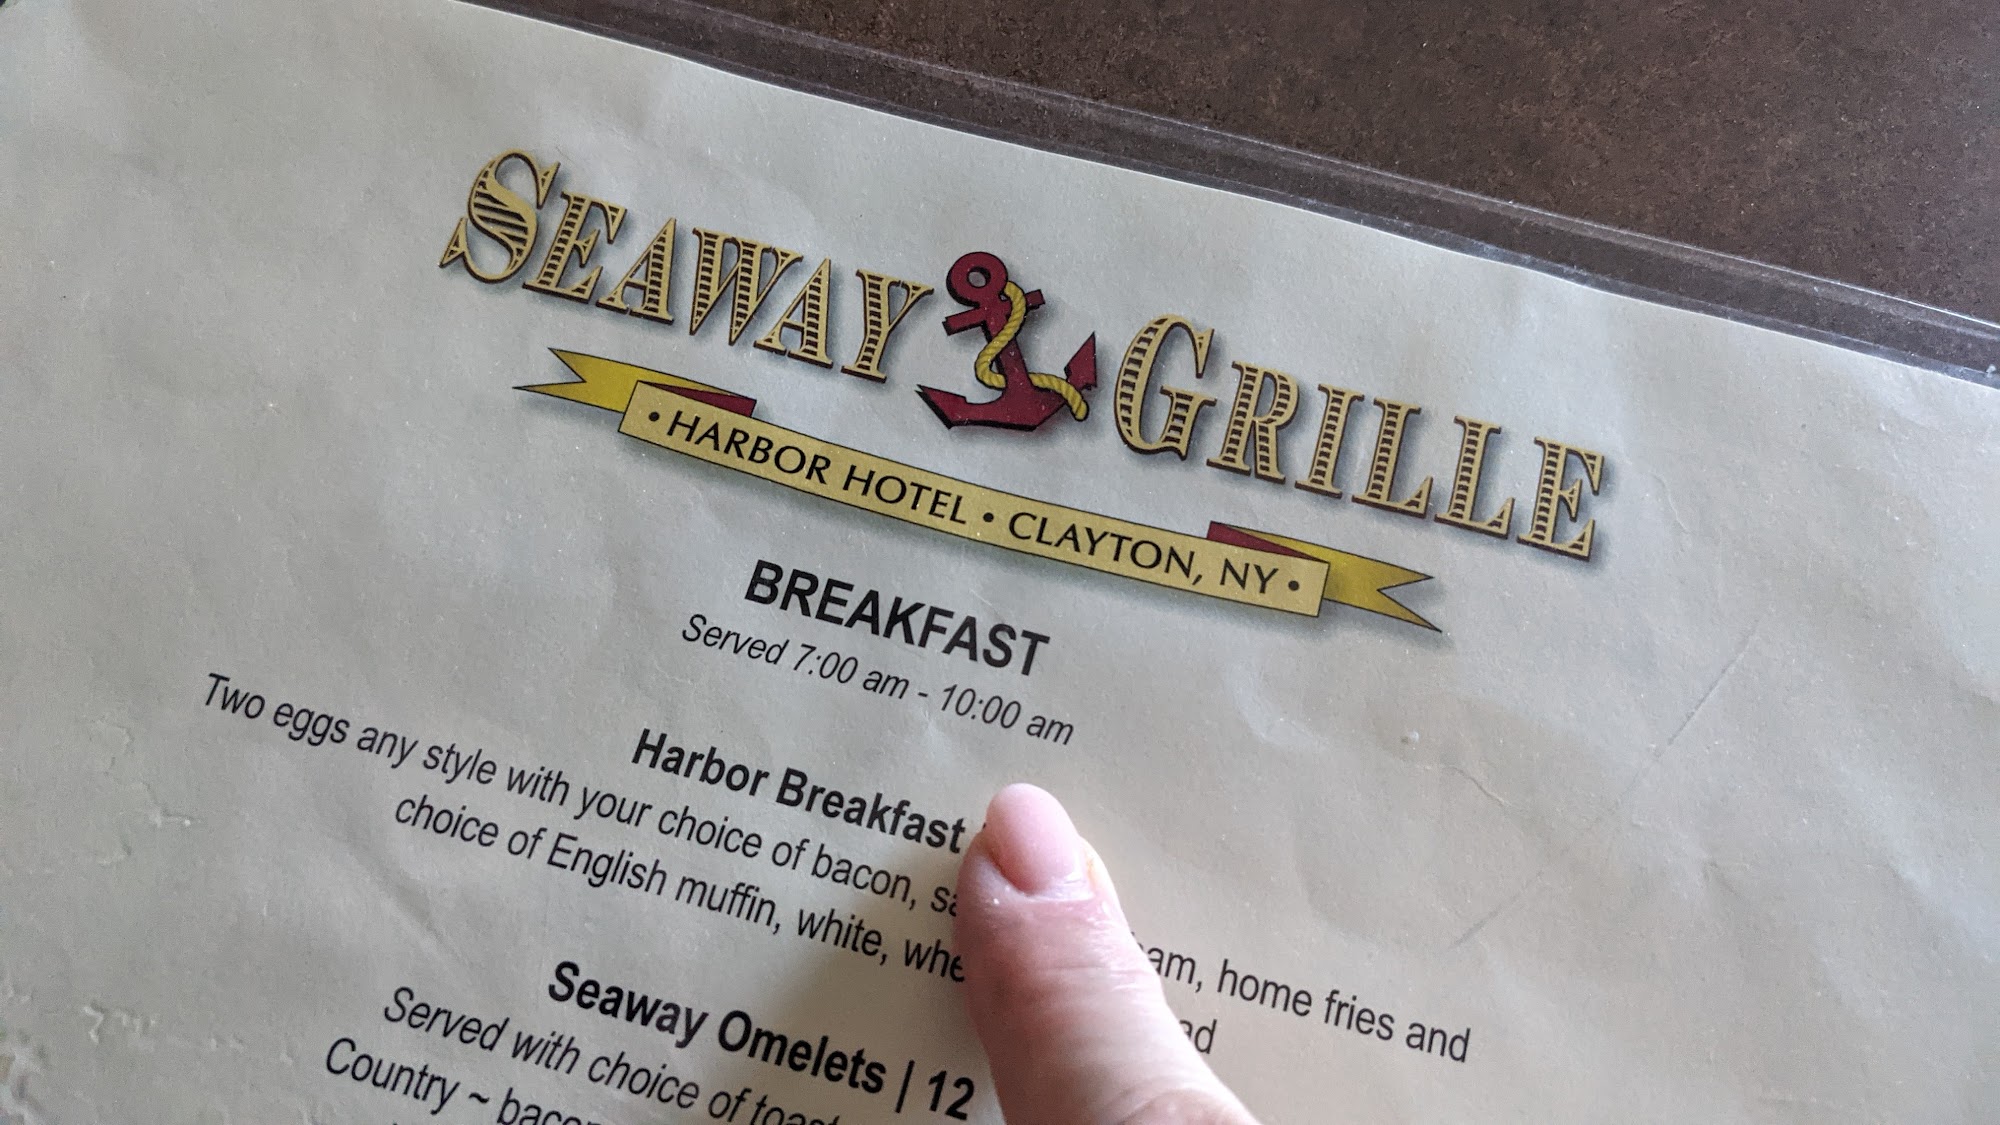 SEAWAY GRILLE
• HARBOR HOTEL • CLAYTON, NY •
BREAKFAST
Served 7:00 am - 10:00 am
Harbor Breakfast
Two eggs any style with your choice of bacon, home fries and
choice of English muffin, white,
Seaway Omelets | 12
Served with choice of toast
Country ~